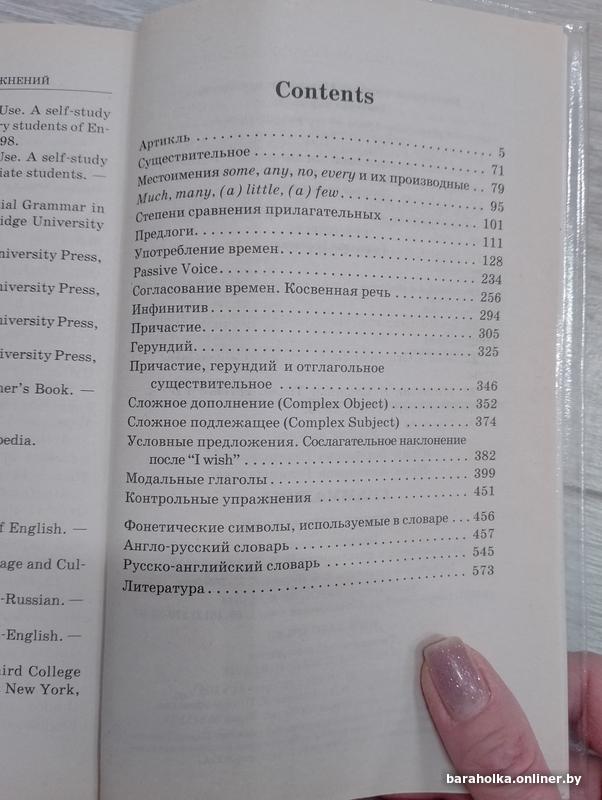 КНЕНИЙ
Use. A self-study
ry students of En-
98.
Use. A self-study
iate students. —
ial Grammar in
ridge University
niversity Press,
niversity Press,
niversity Press,
iversity Press,
ner's Book. —
pedia.
f English. —
age and Cul-
-Russian. —
-English. —
hird College
New York,
Contents
Артикль 5
Существительное 71
Местоимения some, any, no, every и их производные 79
Much, many, (a) little, (a) few 95
Степени сравнения прилагательных 101
Предлоги 111
Употребление времен 128
Passive Voice 234
Согласование времен. Косвенная речь 256
Инфинитив 294
Причастие 305
Герундий 325
Причастие, герундий и отглагольное
существительное 346
Сложное дополнение (Complex Object) 352
Сложное подлежащее (Complex Subject) 374
Условные предложения. Сослагательное наклонение
после “I wish” 382
Модальные глаголы 399
Контрольные упражнения 451
Фонетические символы, используемые в словаре 456
Англо-русский словарь 457
Русско-английский словарь 545
Литература 573
baraholka.onliner.by